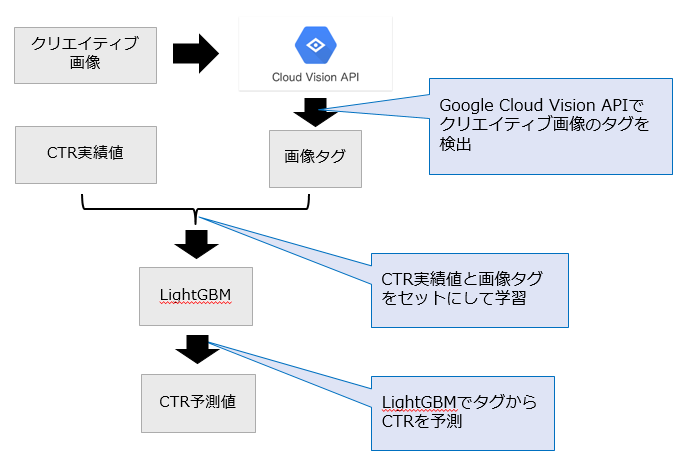 クリエイティブ
画像
Cloud Vision API
Google Cloud Vision APIで
クリエイティブ画像のタグを
検出
CTR実績値
画像タグ
CTR実績値と画像タグ
をセットにして学習
LightGBM
CTR予測値
LightGBMでタグから
CTRを予測